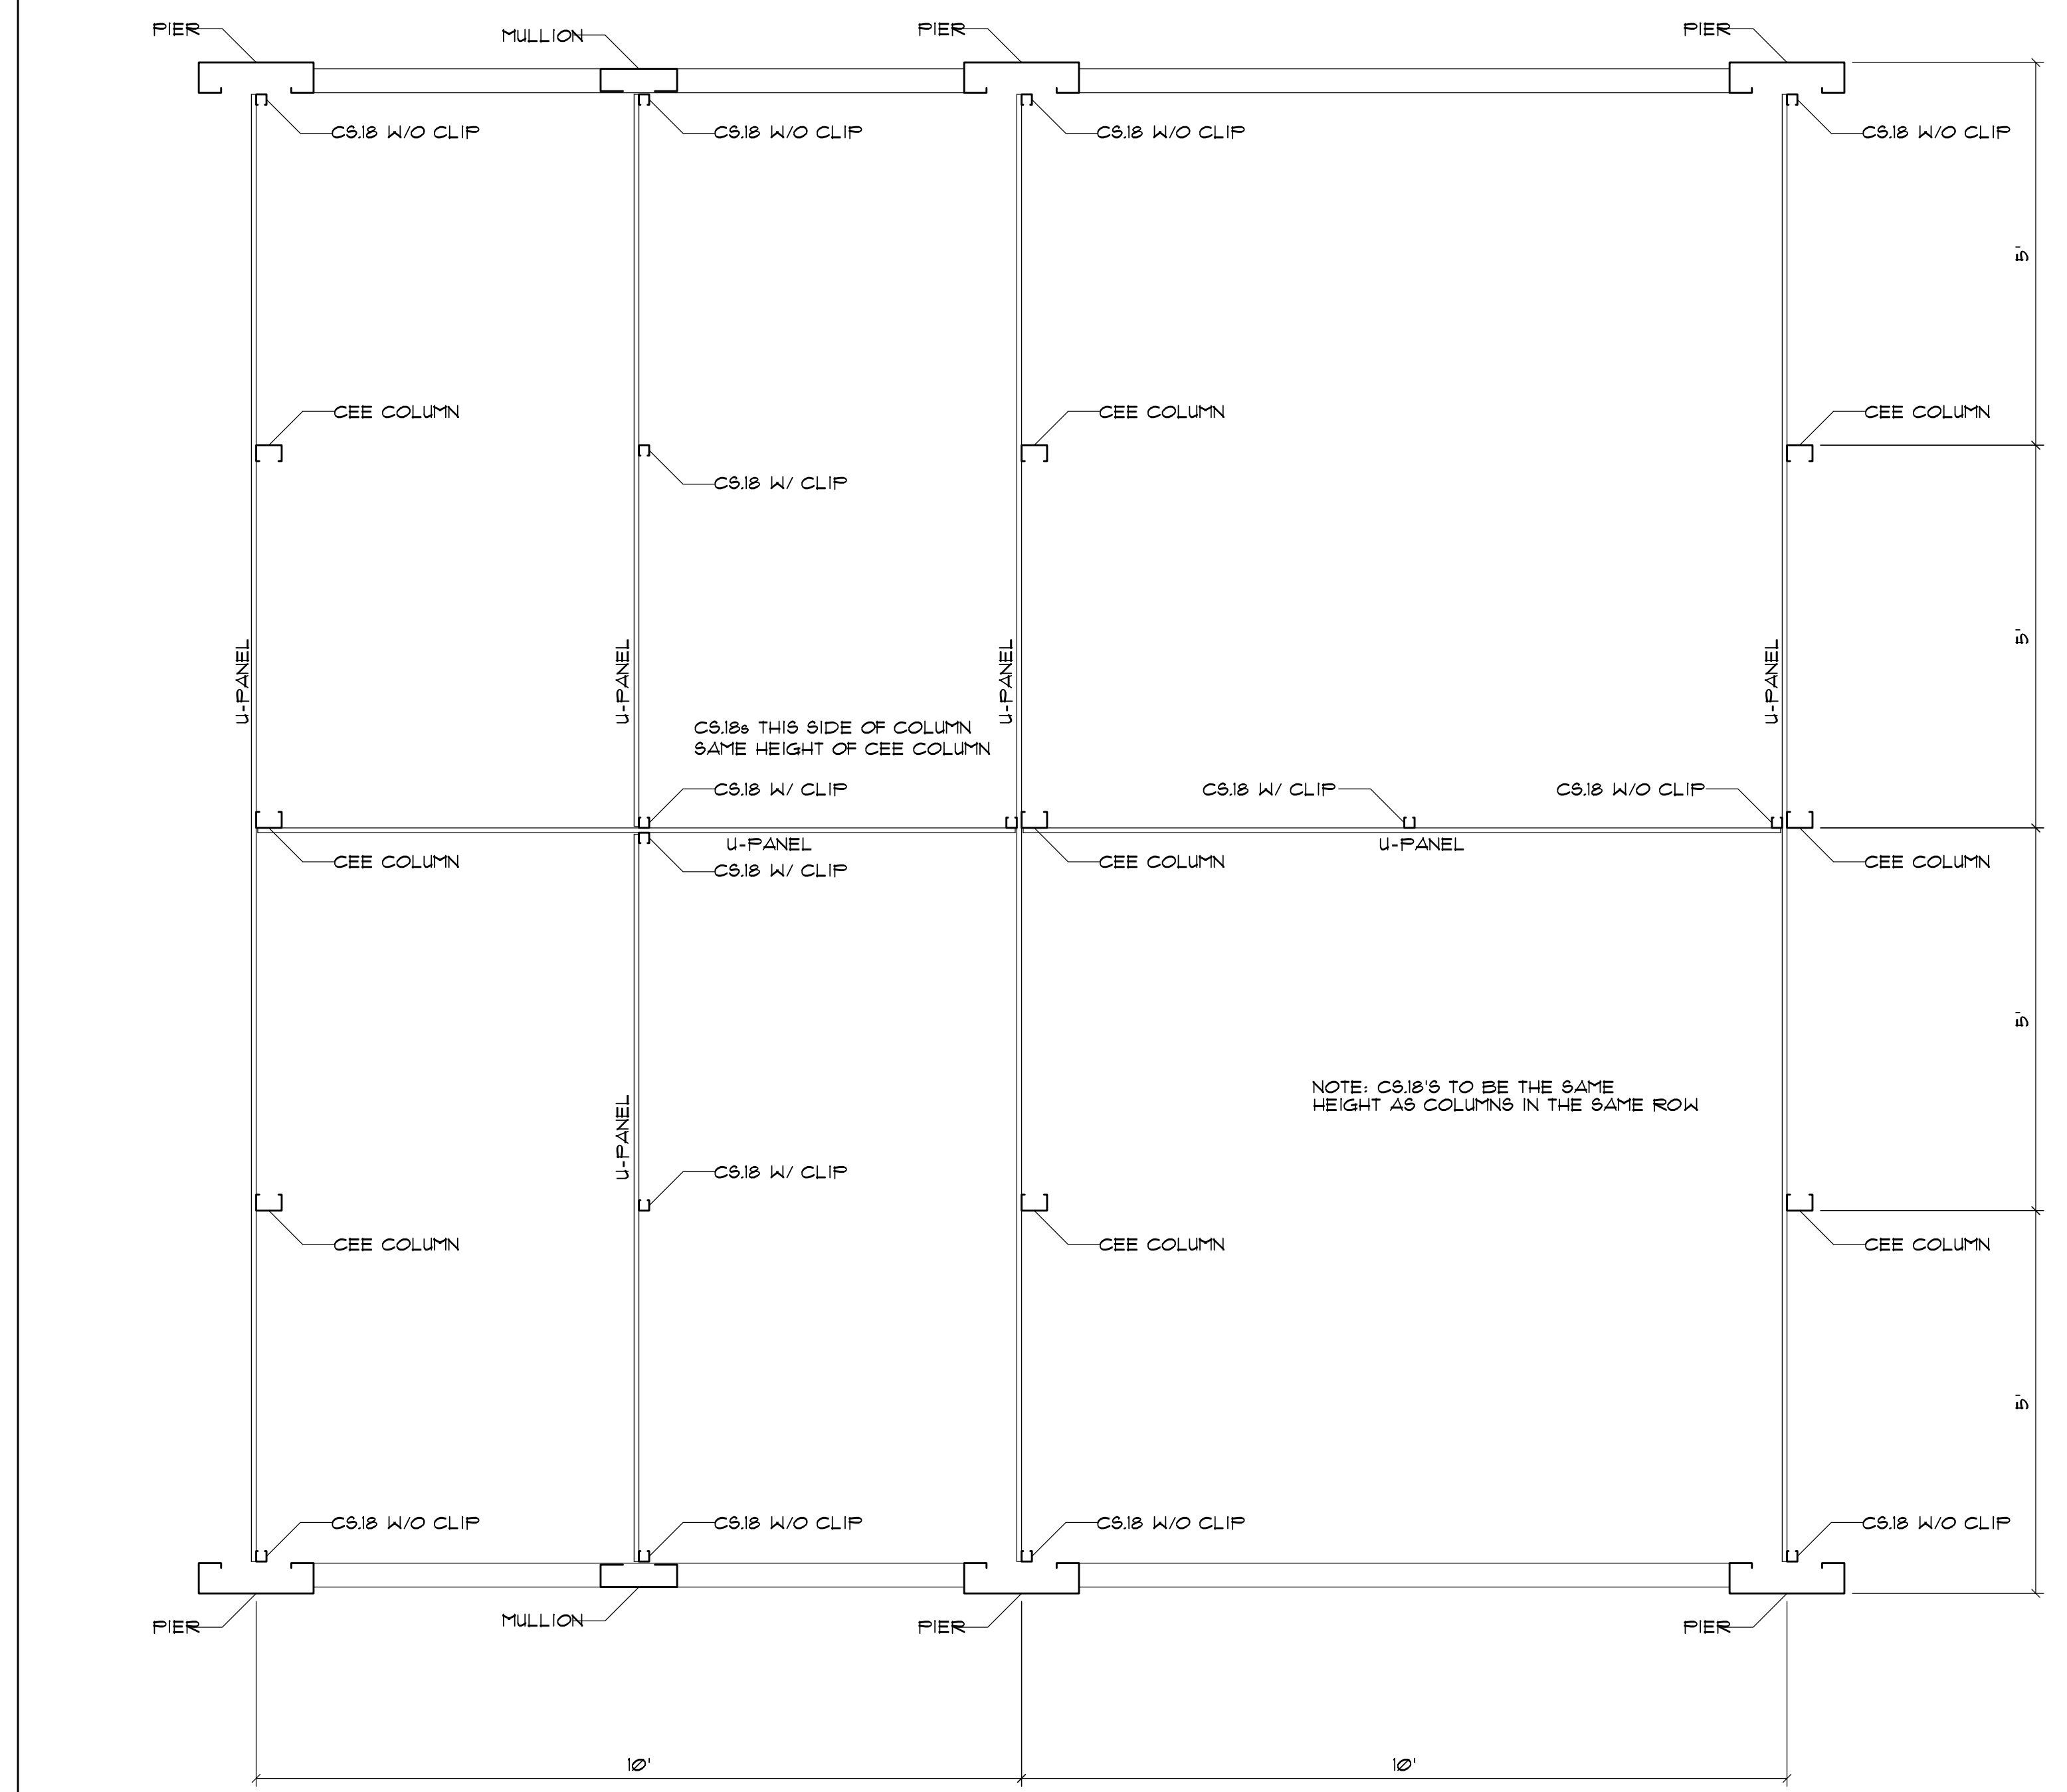 PIER
MULLION
PIER
PIER
CS.18 W/O CLIP
CS.18 W/O CLIP
CS.18 W/O CLIP
CS.18 W/O CLIP
5'
CEE COLUMN
CEE COLUMN
CEE COLUMN
CS.18 W/ CLIP
U-PANEL
U-PANEL
U-PANEL
U-PANEL
5'
CS.18s THIS SIDE OF COLUMN
SAME HEIGHT OF CEE COLUMN
CS.18 W/ CLIP
CS.18 W/ CLIP
CS.18 W/O CLIP
U-PANEL
U-PANEL
CEE COLUMN
CS.18 W/ CLIP
CEE COLUMN
CEE COLUMN
5'
NOTE: CS.18'S TO BE THE SAME
HEIGHT AS COLUMNS IN THE SAME ROW
U-PANEL
CS.18 W/ CLIP
CEE COLUMN
CEE COLUMN
CEE COLUMN
5'
CS.18 W/O CLIP
CS.18 W/O CLIP
CS.18 W/O CLIP
CS.18 W/O CLIP
PIER
MULLION
PIER
PIER
10'
10'